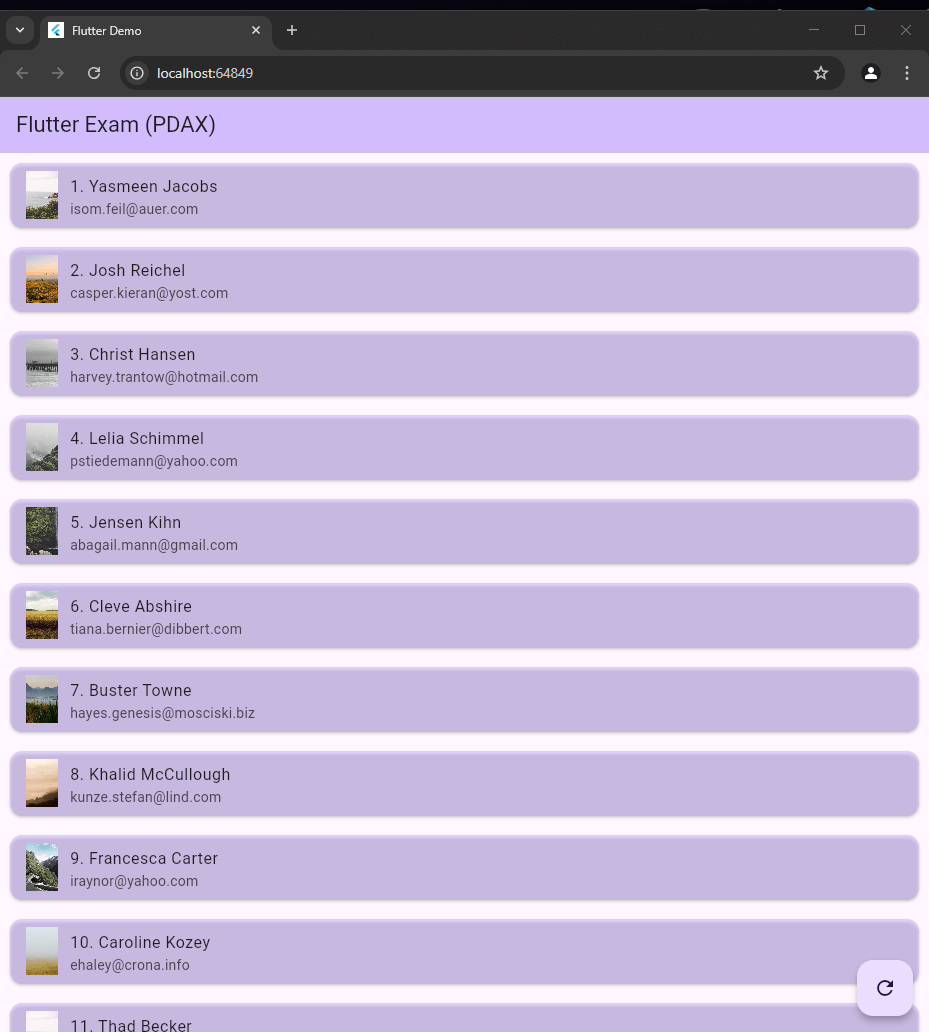 Flutter Demo
localhost:64849
Flutter Exam (PDAX)
1. Yasmeen Jacobs
isom.feil@auer.com
2. Josh Reichel
casper.kieran@yost.com
3. Christ Hansen
harvey.trantow@hotmail.com
4. Lelia Schimmel
pstiedemann@yahoo.com
5. Jensen Kihn
abagail.mann@gmail.com
6. Cleve Abshire
tiana.bernier@dibbert.com
7. Buster Towne
hayes.genesis@mosciski.biz
8. Khalid McCullough
kunze.stefan@lind.com
9. Francesca Carter
iraynor@yahoo.com
10. Caroline Kozey
ehaley@crona.info
11. Thad Becker